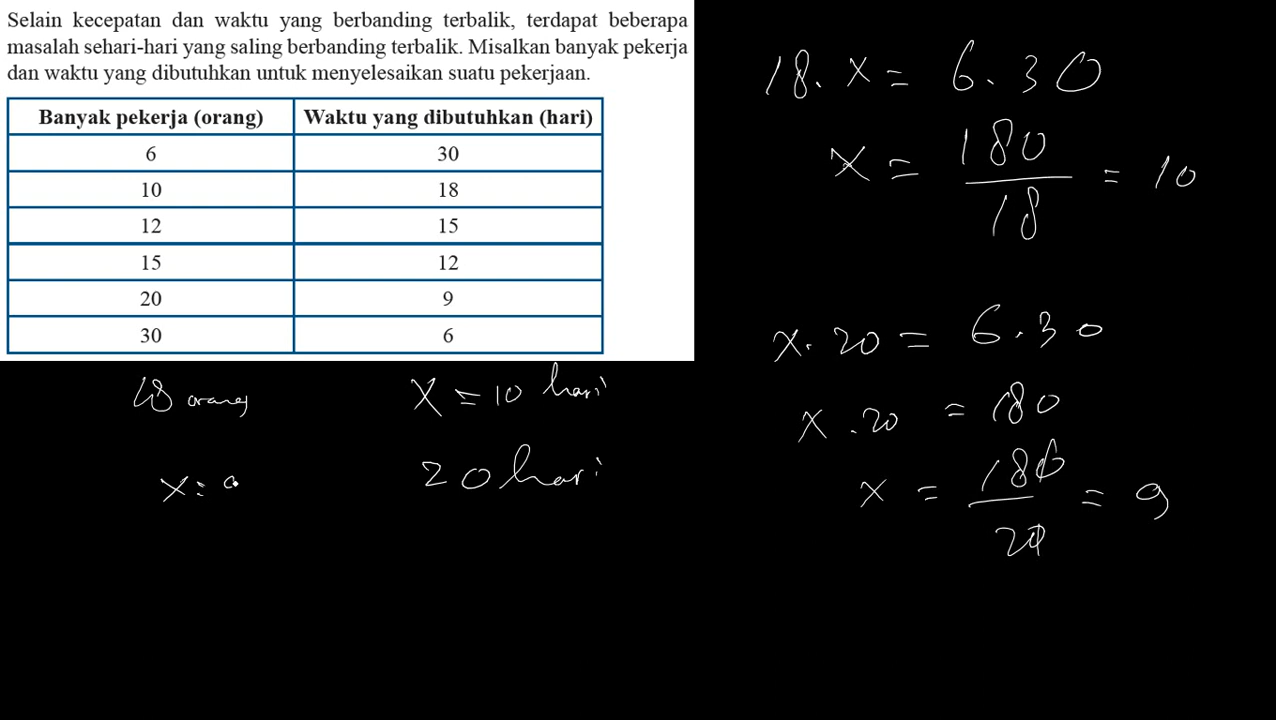 Selain kecepatan dan waktu yang berbanding terbalik, terdapat beberapa
masalah sehari-hari yang saling berbanding terbalik. Misalkan banyak pekerja
dan waktu yang dibutuhkan untuk menyelesaikan suatu pekerjaan.
Banyak pekerja (orang) Waktu yang dibutuhkan (hari)
6 30
10 18
12 15
15 12
20 9
30 6
18 orang x = 10 hari
x = 9 20 hari
18. x = 6.30
x = 180/18 = 10
x. 20 = 6.30
x .20 = 180
x = 180/20 = 9